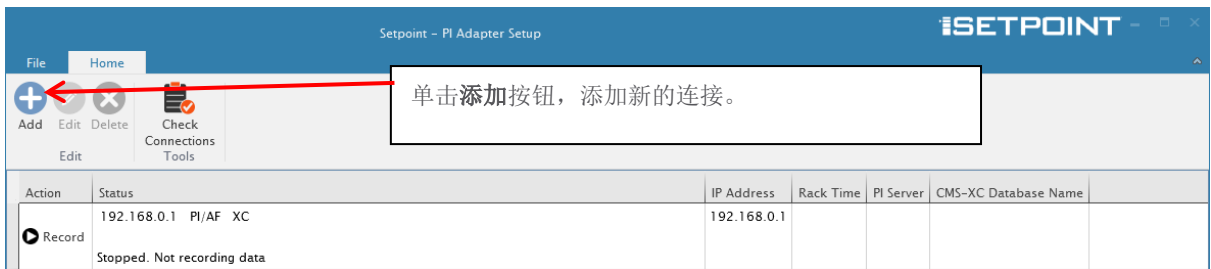 Setpoint - PI Adapter Setup
SETPOINT
File Home
单击添加按钮，添加新的连接。
Add Edit Delete Check Connections
Edit Tools
Action Status IP Address Rack Time PI Server CMS-XC Database Name
192.168.0.1 PI/AF XC 192.168.0.1
Record
Stopped. Not recording data